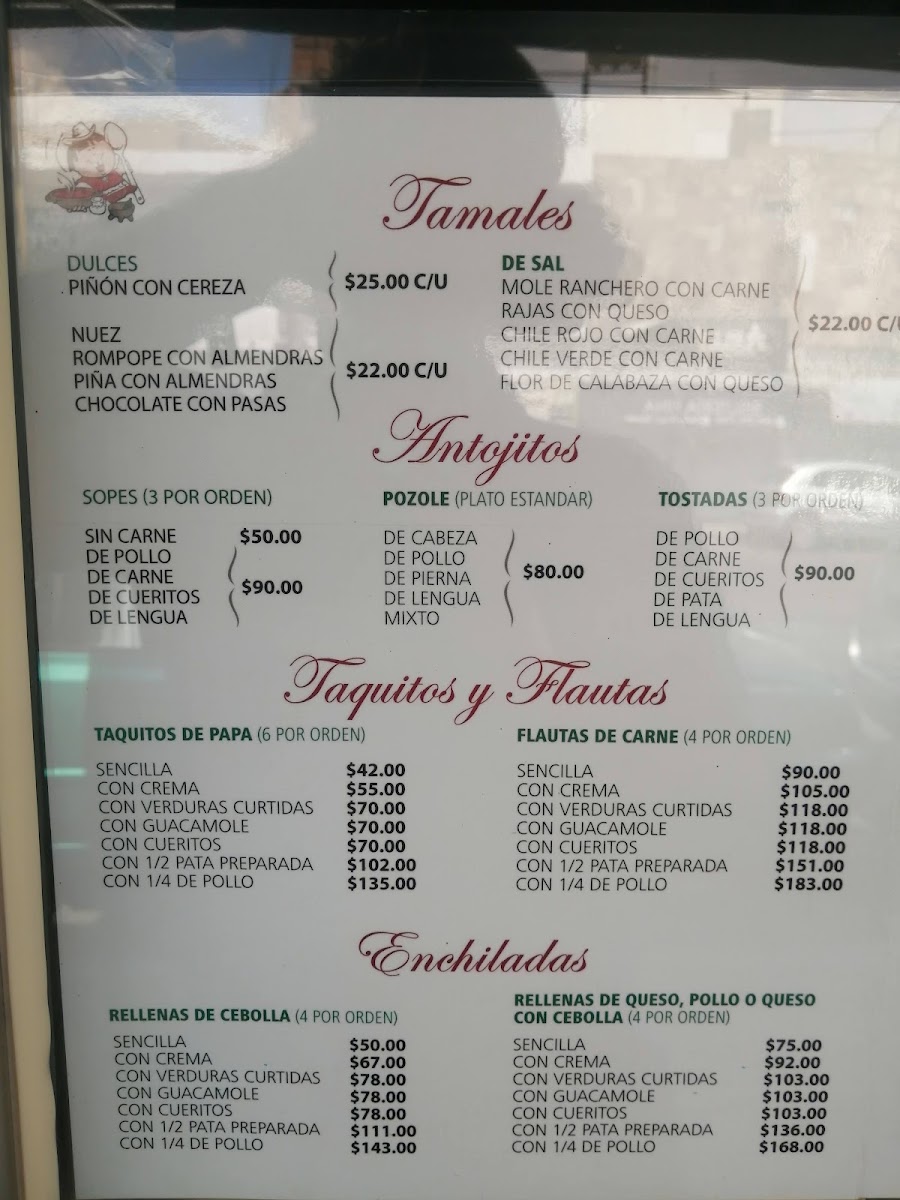 Tamales
DULCES
PIÑÓN CON CEREZA
$25.00 C/U
NUEZ
ROMPOPE CON ALMENDRAS
PIÑA CON ALMENDRAS
CHOCOLATE CON PASAS
$22.00 C/U
DE SAL
MOLE RANCHERO CON CARNE
RAJAS CON QUESO
CHILE ROJO CON CARNE
CHILE VERDE CON CARNE
FLOR DE CALABAZA CON QUESO
$22.00 C/U
Antojitos
SOPES (3 POR ORDEN)
SIN CARNE $50.00
DE POLLO
DE CARNE
DE CUERITOS
DE LENGUA
$90.00
POZOLE (PLATO ESTANDAR)
DE CABEZA
DE POLLO
DE PIERNA
DE LENGUA
MIXTO
$80.00
TOSTADAS (3 POR ORDEN)
DE POLLO
DE CARNE
DE CUERITOS
DE PATA
DE LENGUA
$90.00
Taquitos y Flautas
TAQUITOS DE PAPA (6 POR ORDEN)
SENCILLA $42.00
CON CREMA $55.00
CON VERDURAS CURTIDAS $70.00
CON GUACAMOLE $70.00
CON CUERITOS $70.00
CON 1/2 PATA PREPARADA $102.00
CON 1/4 DE POLLO $135.00
FLAUTAS DE CARNE (4 POR ORDEN)
SENCILLA $90.00
CON CREMA $105.00
CON VERDURAS CURTIDAS $118.00
CON GUACAMOLE $118.00
CON CUERITOS $118.00
CON 1/2 PATA PREPARADA $151.00
CON 1/4 DE POLLO $183.00
Enchiladas
RELLENAS DE CEBOLLA (4 POR ORDEN)
SENCILLA $50.00
CON CREMA $67.00
CON VERDURAS CURTIDAS $78.00
CON GUACAMOLE $78.00
CON CUERITOS $78.00
CON 1/2 PATA PREPARADA $111.00
CON 1/4 DE POLLO $143.00
RELLENAS DE QUESO, POLLO O QUESO
CON CEBOLLA (4 POR ORDEN)
SENCILLA $75.00
CON CREMA $92.00
CON VERDURAS CURTIDAS $103.00
CON GUACAMOLE $103.00
CON CUERITOS $103.00
CON 1/2 PATA PREPARADA $136.00
CON 1/4 DE POLLO $168.00